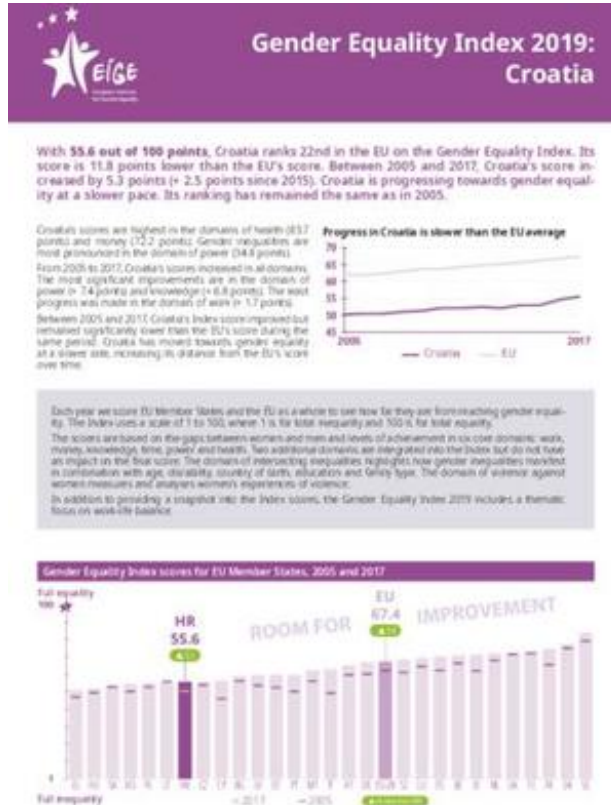 EIGE
Gender Equality Index 2019:
Croatia
With 55.6 out of 100 points, Croatia ranks 22nd in the EU on the Gender Equality Index. Its
score is 11.8 points lower than the EU's score. Between 2005 and 2017, Croatia's score in-
creased by 5.3 points (+ 2.5 points since 2015). Croatia is progressing towards gender equal-
ity at a slower pace. Its ranking has remained the same as in 2005.
Croatia's scores are highest in the domains of health (83.7
points) and money (72.2 points). Gender inequalities are
most pronounced in the domain of power (34.8 points).
From 2005 to 2017, Croatia's scores increased in all domains.
The most significant improvements are in the domain of
power (+ 7.4 points) and knowledge (+ 6.8 points). The least
progress was made in the domain of work (+ 1.7 points).
Between 2005 and 2017, Croatia's Index score improved but
remained significantly lower than the EU's score during the
same period. Croatia has moved towards gender equality
at a slower rate, increasing its distance from the EU's score
over time.
Progress in Croatia is slower than the EU average
70
65
60
55
50
45
2005 2017
Croatia EU
Each year we score EU Member States and the EU as a whole to see how far they are from reaching gender equal-
ity. The Index uses a scale of 1 to 100, where 1 is for total inequality and 100 is for total equality.
The scores are based on the gaps between women and men and levels of achievement in six core domains: work,
money, knowledge, time, power and health. Two additional domains are integrated into the Index but do not have
an impact on the final score. The domain of intersecting inequalities highlights how gender inequalities manifest
in combination with age, disability, country of birth, education and family type. The domain of violence against
women measures and analyses women's experiences of violence.
In addition to providing a snapshot into the Index scores, the Gender Equality Index 2019 includes a thematic
focus on work-life balance.
Gender Equality Index scores for EU Member States, 2005 and 2017
Full equality
100
HR
55.6
EU
67.4
ROOM FOR IMPROVEMENT
1
Full inequality
2017 2005